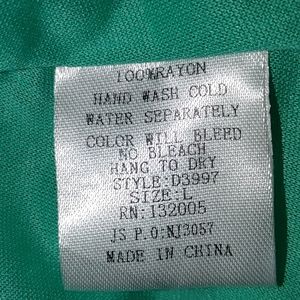 100%RAYON
HAND WASH COLD
WATER SEPARATELY
COLOR WILL BLEED
NO BLEACH
HANG TO DRY
STYLE:D3997
SIZE:L
RN:132005
JS P.O:NJ3057
MADE IN CHINA